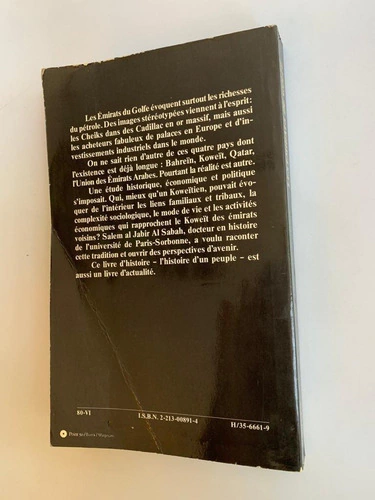 Les Émirats du Golfe évoquent surtout les richesses
du pétrole. Des images stéréotypées viennent à l'esprit:
les Cheiks dans des Cadillac en or massif, mais aussi
les acheteurs fabuleux de palaces en Europe et d'in-
vestissements industriels dans le monde.
On ne sait rien d'autre de ces quatre pays dont
l'existence est déjà longue : Bahreïn, Koweït, Qatar,
l'Union des Émirats Arabes. Pourtant la réalité est autre.
Une étude historique, économique et politique
s'imposait. Qui, mieux qu'un Koweïtien, pouvait évo-
quer de l'intérieur les liens familiaux et tribaux, la
complexité sociologique, le mode de vie et les activités
économiques qui rapprochent le Koweït des émirats
voisins? Salem al Jabir Al Sabah, docteur en histoire
de l'université de Paris-Sorbonne, a voulu raconter
cette tradition et ouvrir des perspectives d'avenir.
Ce livre d'histoire – l'histoire d'un peuple – est
aussi un livre d'actualité.
80-VI I.S.B.N. 2-213-00891-4 H/35-6661-9